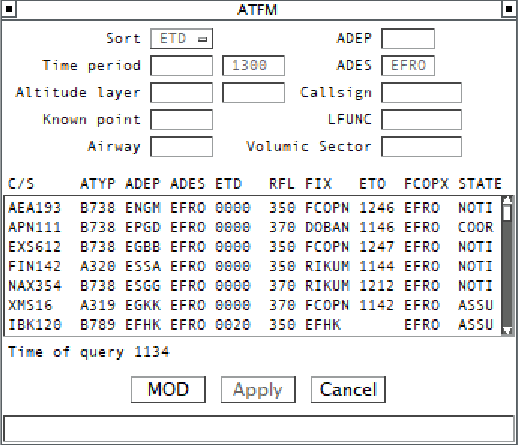 ATFM
Sort ETD ADEP
Time period 1300 ADES EFRO
Altitude layer Callsign
Known point LFUNC
Airway Volumic Sector
C/S ATYP ADEP ADES ETD RFL FIX ETO FCOPX STATE
AEA193 B738 ENGM EFRO 0000 350 FCOPN 1246 EFRO NOTI
APN111 B738 EPGD EFRO 0000 370 DOBAN 1146 EFRO COOR
EXS612 B738 EGBB EFRO 0000 350 FCOPN 1247 EFRO NOTI
FIN142 A320 ESSA EFRO 0000 350 RIKUM 1144 EFRO NOTI
NAX354 B738 ESGG EFRO 0000 370 RIKUM 1212 EFRO NOTI
XMS16 A319 EGKK EFRO 0000 370 FCOPN 1142 EFRO ASSU
IBK120 B789 EFHK EFRO 0020 350 EFHK EFRO ASSU
Time of query 1134
MOD Apply Cancel